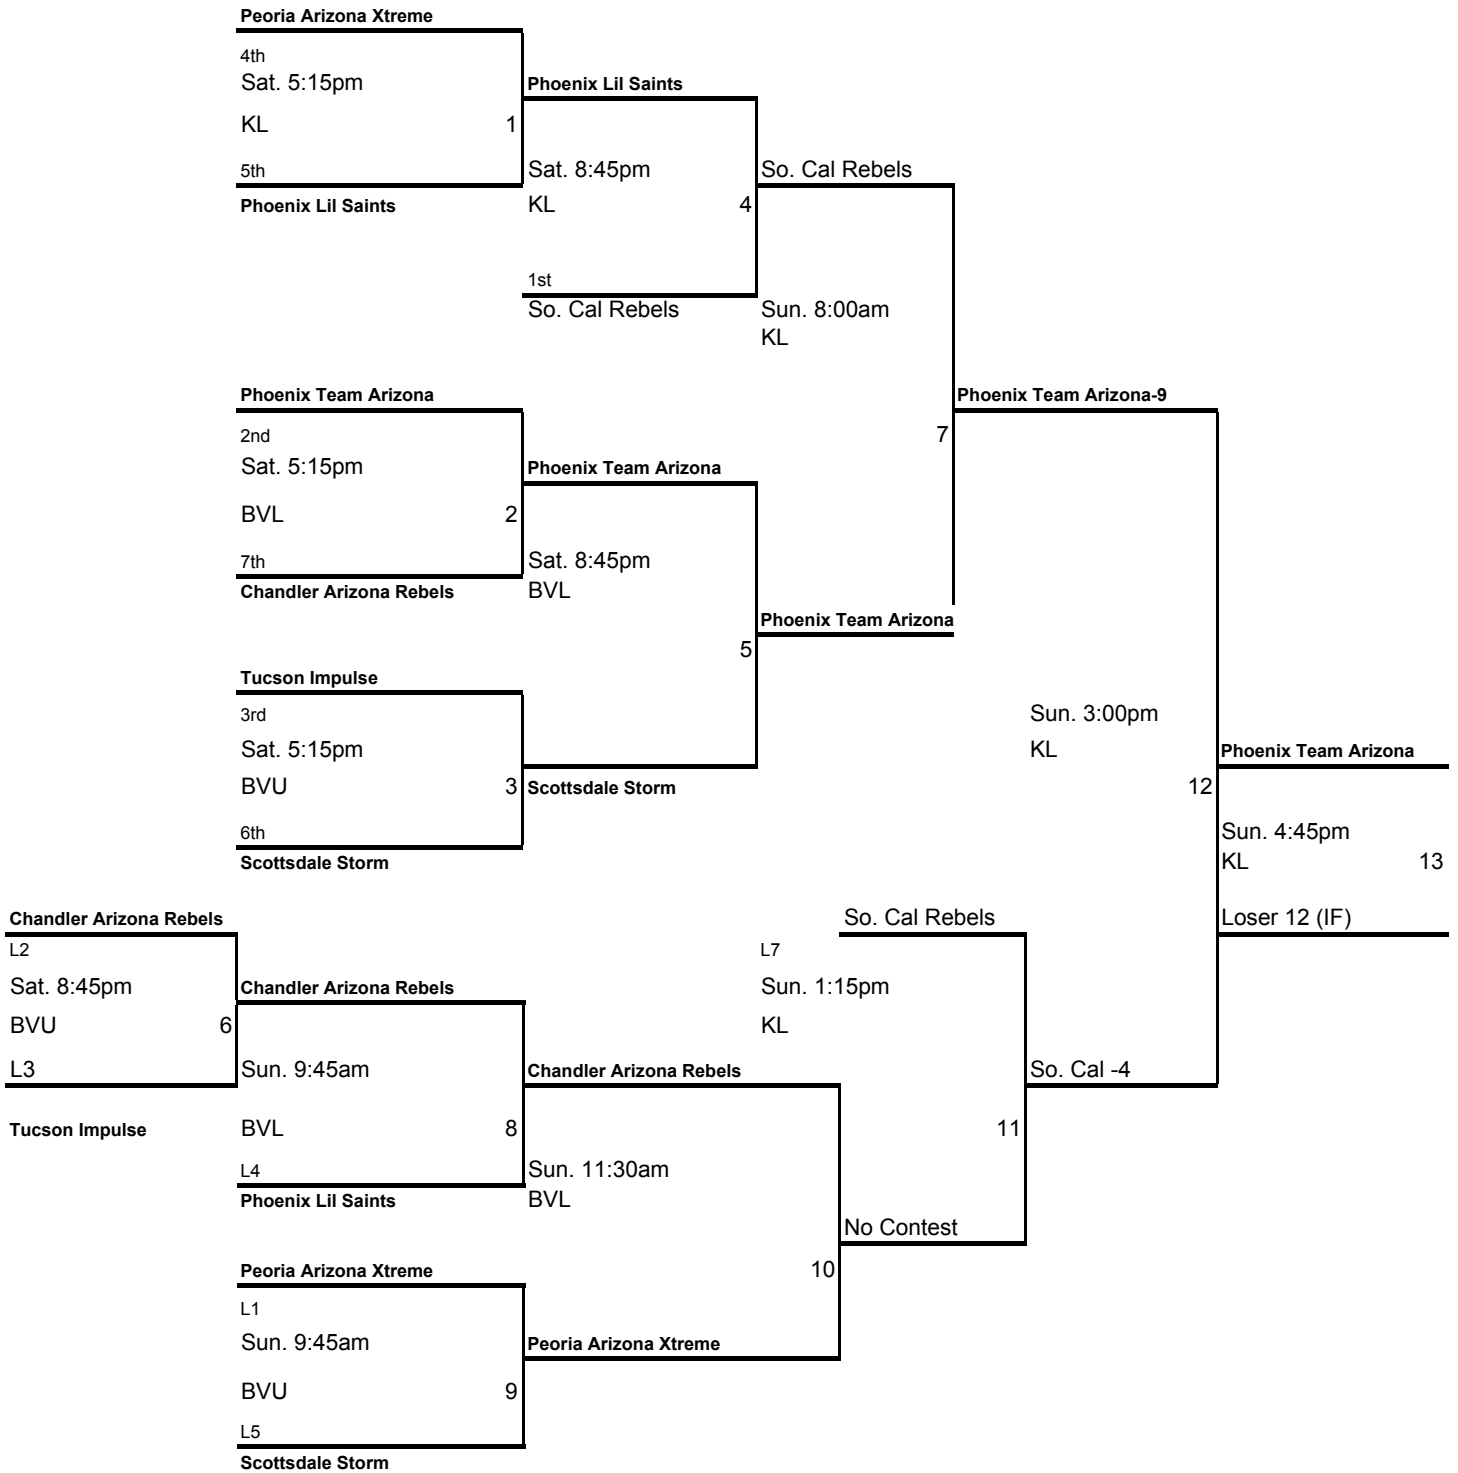 Peoria Arizona Xtreme
4th
Sat. 5:15pm
Phoenix Lil Saints
KL 1
5th
Sat. 8:45pm
So. Cal Rebels
Phoenix Lil Saints
KL 4
1st
So. Cal Rebels
Sun. 8:00am
KL
Phoenix Team Arizona
Phoenix Team Arizona-9
2nd
7
Sat. 5:15pm
Phoenix Team Arizona
BVL 2
7th
Sat. 8:45pm
Chandler Arizona Rebels
BVL
Phoenix Team Arizona
5
Tucson Impulse
3rd
Sun. 3:00pm
Sat. 5:15pm
KL
Phoenix Team Arizona
BVU 3
Scottsdale Storm
12
6th
Sun. 4:45pm
Scottsdale Storm
KL 13
Chandler Arizona Rebels
So. Cal Rebels
Loser 12 (IF)
L2
L7
Sat. 8:45pm
Chandler Arizona Rebels
Sun. 1:15pm
BVU 6
KL
L3
Sun. 9:45am
Chandler Arizona Rebels
So. Cal -4
Tucson Impulse
BVL 8
11
L4
Sun. 11:30am
Phoenix Lil Saints
BVL
No Contest
Peoria Arizona Xtreme
10
L1
Sun. 9:45am
Peoria Arizona Xtreme
BVU 9
L5
Scottsdale Storm